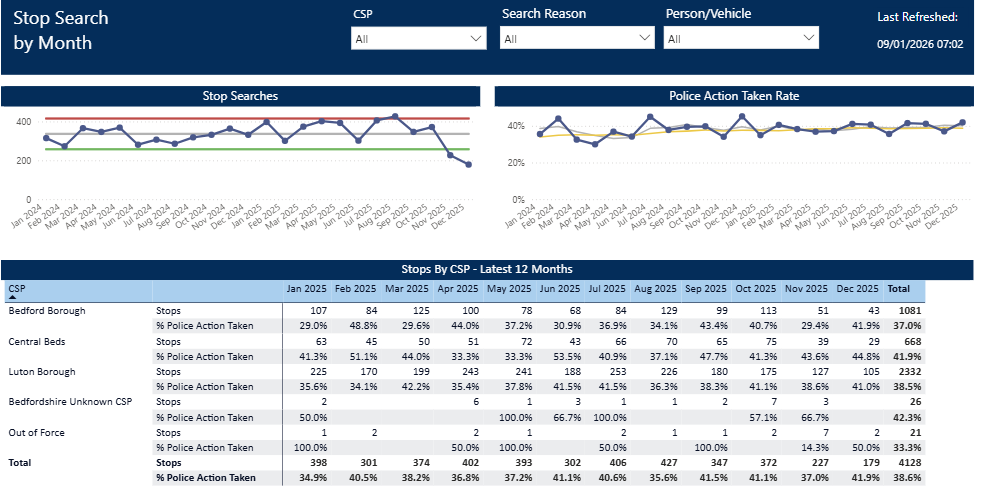 Stop Search
by Month
CSP
All
Search Reason
All
Person/Vehicle
All
Last Refreshed:
09/01/2026 07:02
Stop Searches
400
200
0
Jan 2024 Feb 2024 Mar 2024 Apr 2024 May 2024 Jun 2024 Jul 2024 Aug 2024 Sep 2024 Oct 2024 Nov 2024 Dec 2024 Jan 2025 Feb 2025 Mar 2025 Apr 2025 May 2025 Jun 2025 Jul 2025 Aug 2025 Sep 2025 Oct 2025 Nov 2025 Dec 2025
Police Action Taken Rate
40%
20%
0%
Jan 2024 Feb 2024 Mar 2024 Apr 2024 May 2024 Jun 2024 Jul 2024 Aug 2024 Sep 2024 Oct 2024 Nov 2024 Dec 2024 Jan 2025 Feb 2025 Mar 2025 Apr 2025 May 2025 Jun 2025 Jul 2025 Aug 2025 Sep 2025 Oct 2025 Nov 2025 Dec 2025
Stops By CSP - Latest 12 Months
CSP Jan 2025 Feb 2025 Mar 2025 Apr 2025 May 2025 Jun 2025 Jul 2025 Aug 2025 Sep 2025 Oct 2025 Nov 2025 Dec 2025 Total
Bedford Borough Stops 107 84 125 100 78 68 84 129 99 113 51 43 1081
% Police Action Taken 29.0% 48.8% 29.6% 44.0% 37.2% 30.9% 36.9% 34.1% 43.4% 40.7% 29.4% 41.9% 37.0%
Central Beds Stops 63 45 50 51 72 43 66 70 65 75 39 29 668
% Police Action Taken 41.3% 51.1% 44.0% 33.3% 33.3% 53.5% 40.9% 37.1% 47.7% 41.3% 43.6% 44.8% 41.9%
Luton Borough Stops 225 170 199 243 241 188 253 226 180 175 127 105 2332
% Police Action Taken 35.6% 34.1% 42.2% 35.4% 37.8% 41.5% 41.5% 36.3% 38.3% 41.1% 38.6% 41.0% 38.5%
Bedfordshire Unknown CSP Stops 2 6 1 3 1 1 2 7 3 26
% Police Action Taken 50.0% 100.0% 66.7% 100.0% 57.1% 66.7% 42.3%
Out of Force Stops 1 2 2 1 2 1 1 2 7 2 21
% Police Action Taken 100.0% 50.0% 100.0% 50.0% 100.0% 14.3% 50.0% 33.3%
Total Stops 398 301 374 402 393 302 406 427 347 372 227 179 4128
% Police Action Taken 34.9% 40.5% 38.2% 36.8% 37.2% 41.1% 40.6% 35.6% 41.5% 41.1% 37.0% 41.9% 38.6%